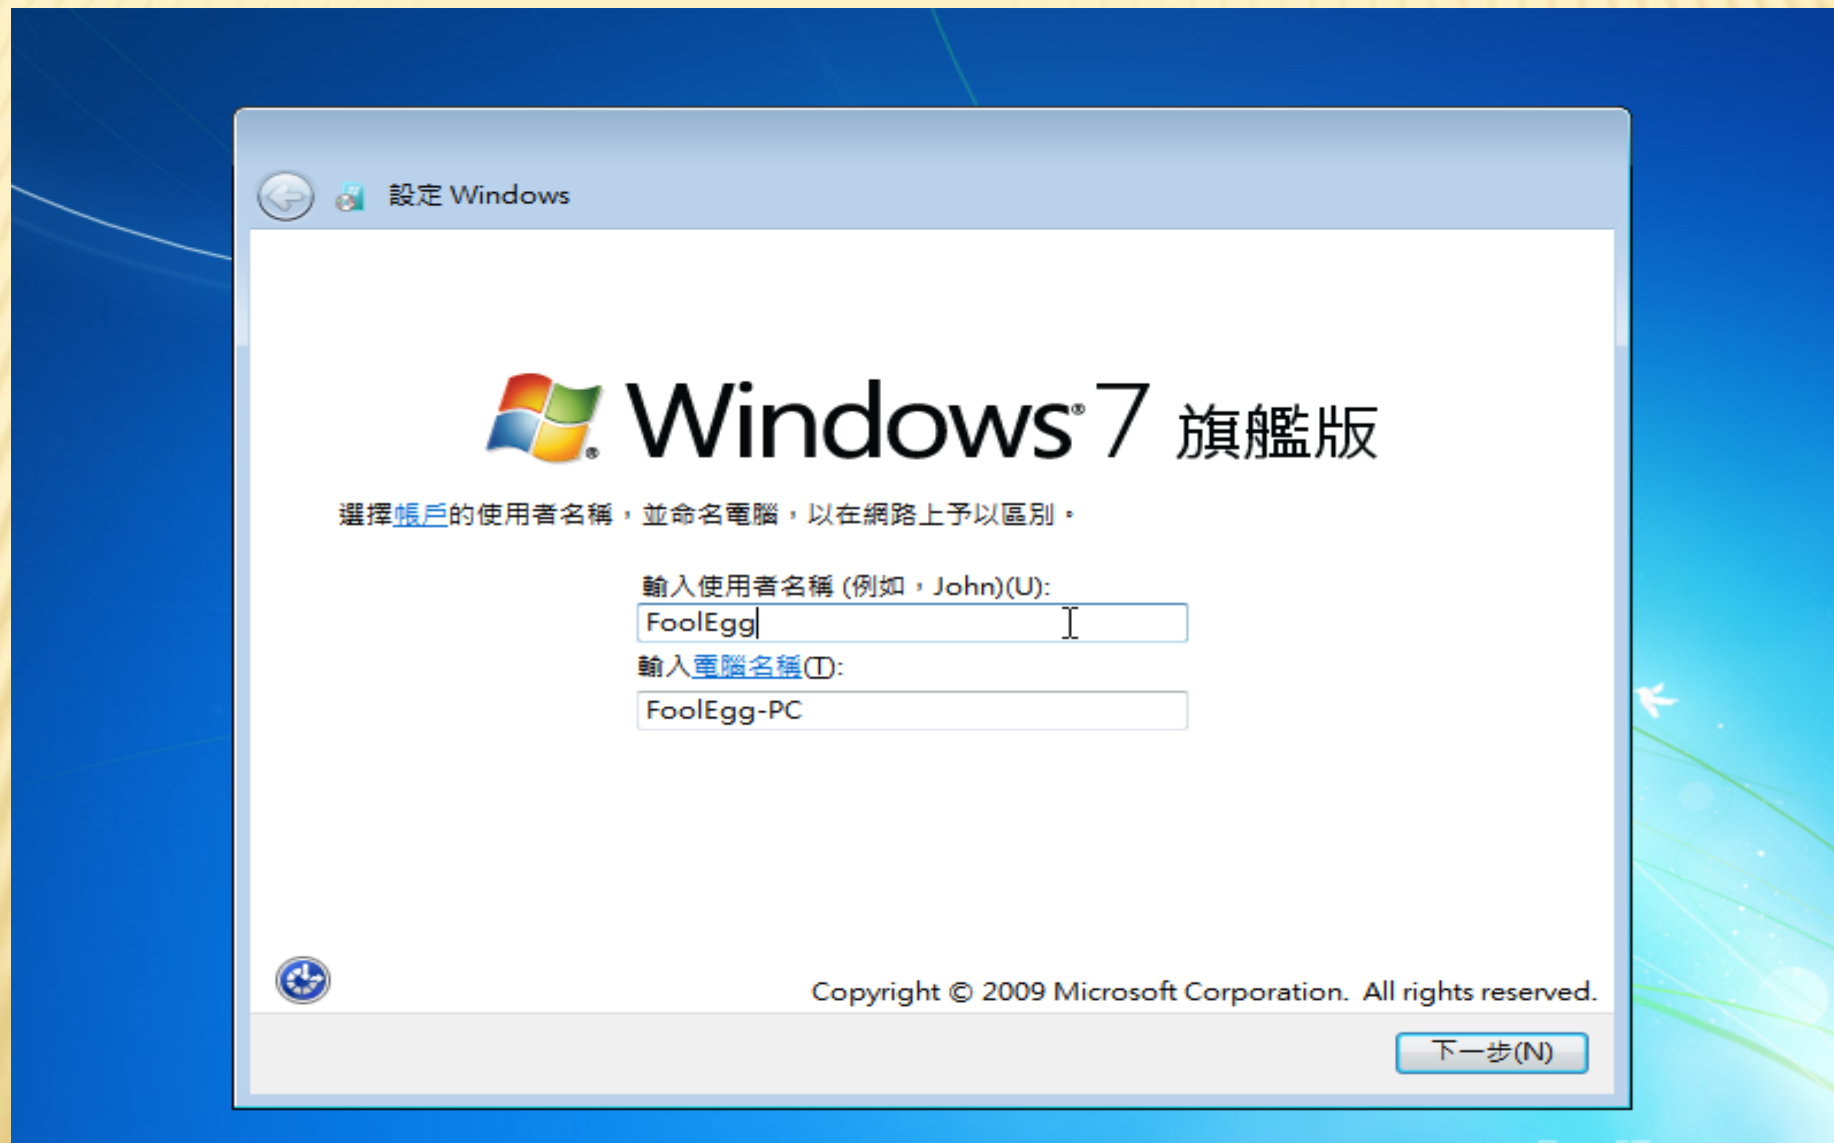 設定 Windows
Windows® 7 旗艦版
選擇帳戶的使用者名稱，並命名電腦，以在網路上予以區別。
輸入使用者名稱 (例如，John)(U):
FoolEgg
輸入電腦名稱(T):
FoolEgg-PC
Copyright © 2009 Microsoft Corporation. All rights reserved.
下一步(N)